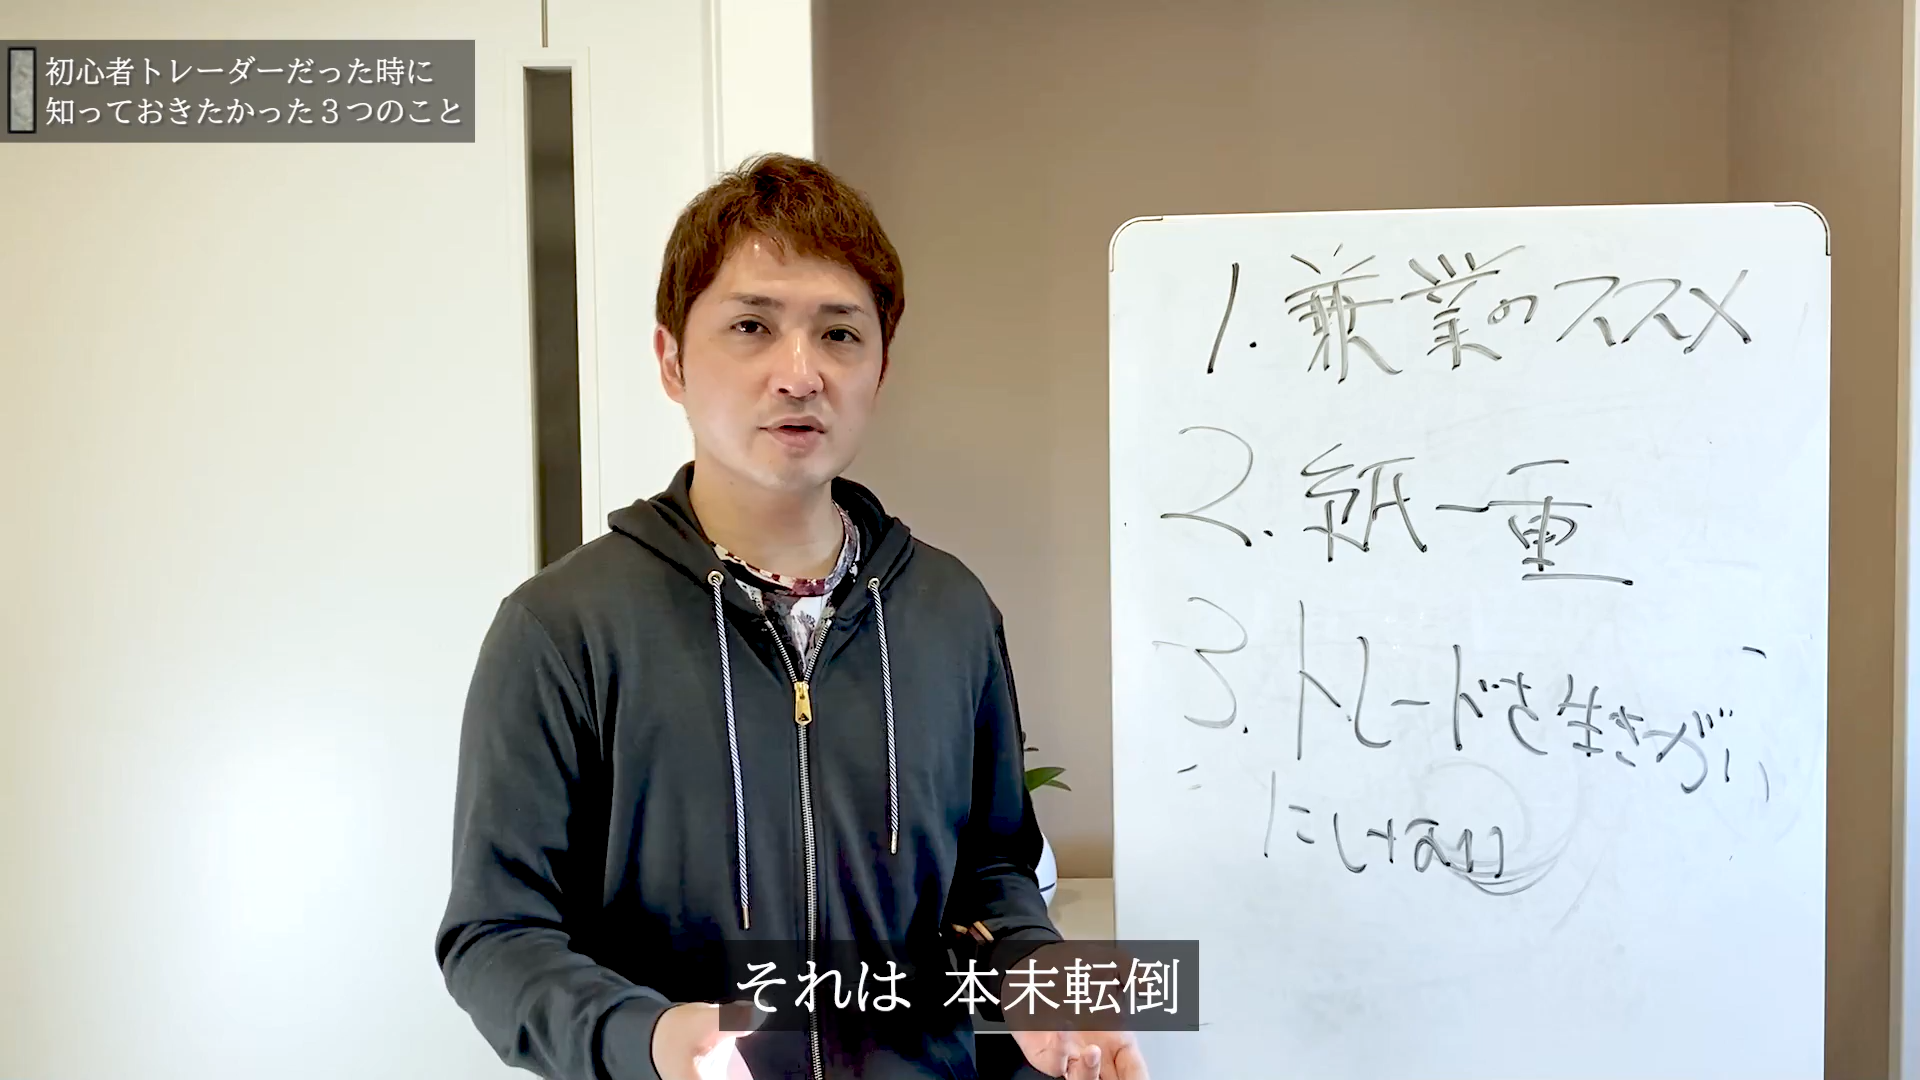 初心者トレーダーだった時に
知っておきたかった３つのこと
1. 兼業のススメ
2. 紙一重
3. トレードを生きがい
にしない
それは 本末転倒